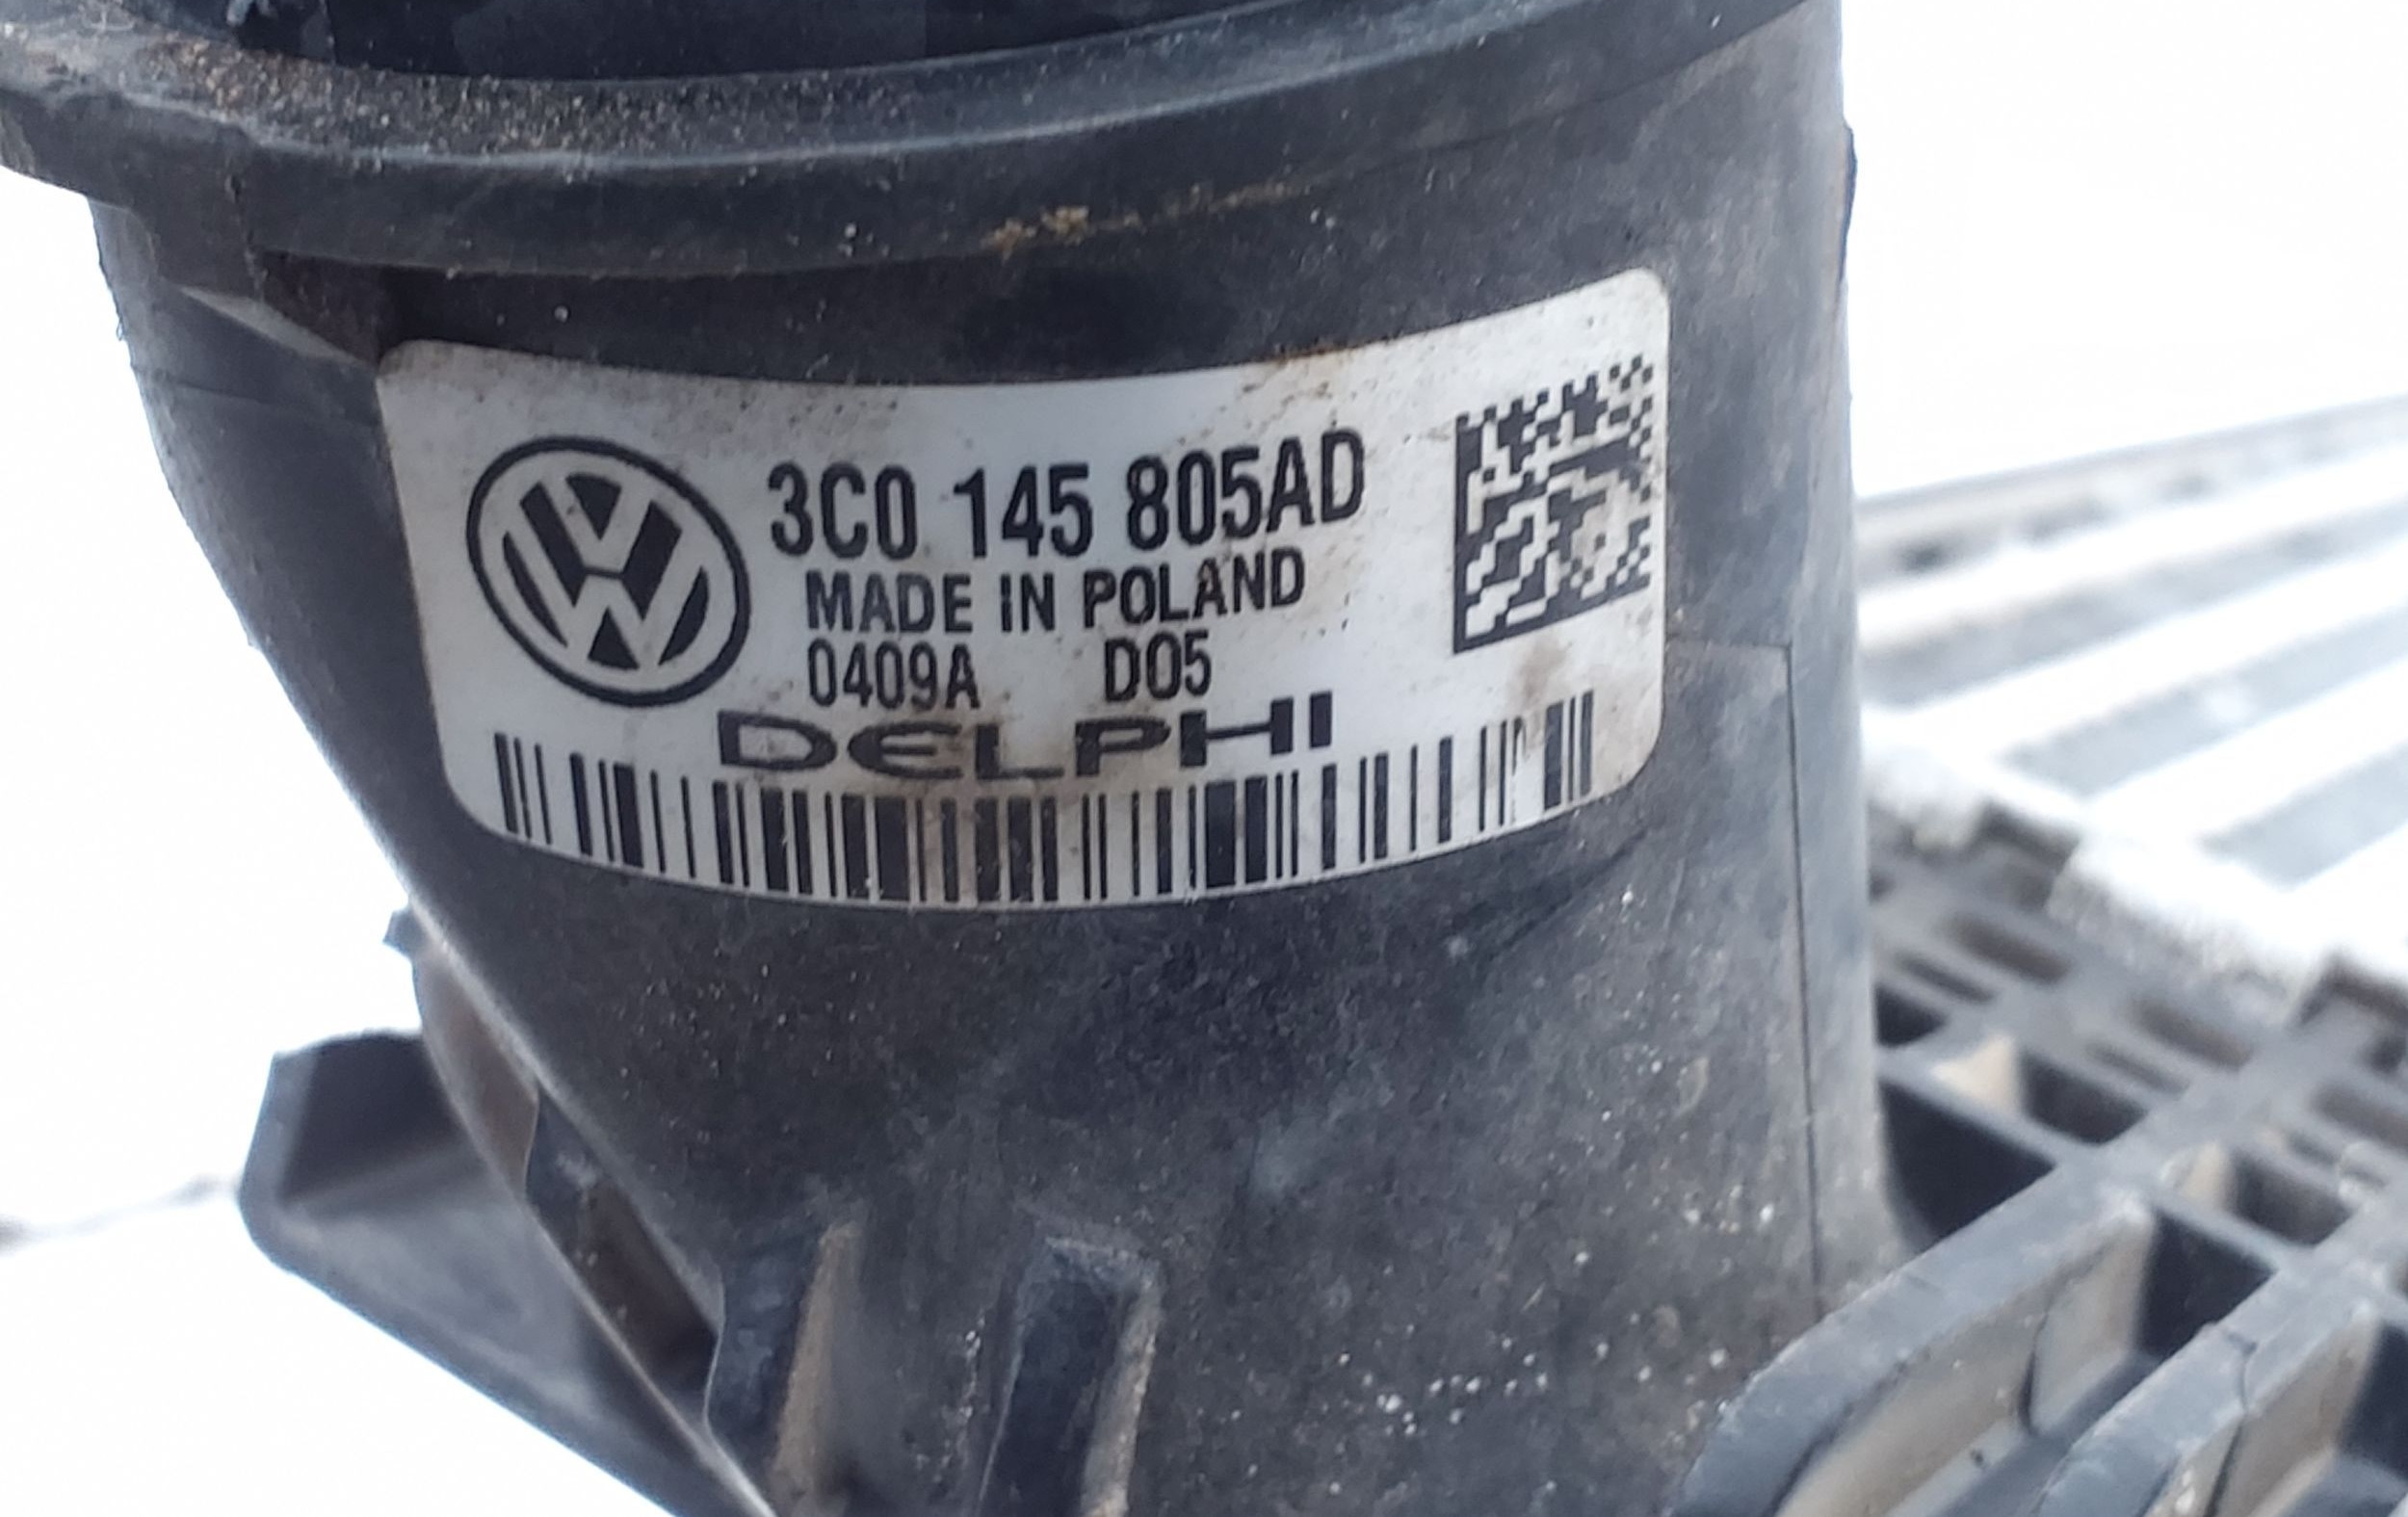 3C0 145 805AD
MADE IN POLAND
0409A D05
DELPHI